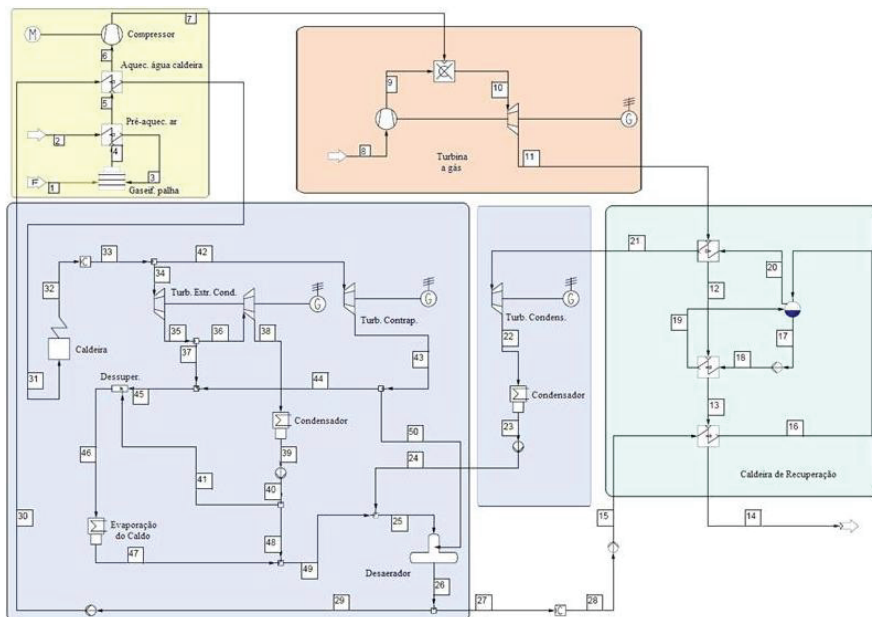 7
M
Compressor
6
Aquec. água caldeira
5
Pré-aquec. ar
2
4
3
F
1
Gaseif. palha
9
10
G
8
Turbina
a gás
11
33
42
32
34
Turb. Estr. Cond.
G
G
35
36
38
Turb. Contrap.
Caldeira
37
43
31
Dessuper.
44
45
Condensador
50
46
39
41
40
30
Evaporação
do Caldo
48
47
49
25
Desaerador
26
29
27
28
21
G
Turb. Condens.
22
Condensador
23
24
20
12
19
17
18
13
16
Caldeira de Recuperação
15
14